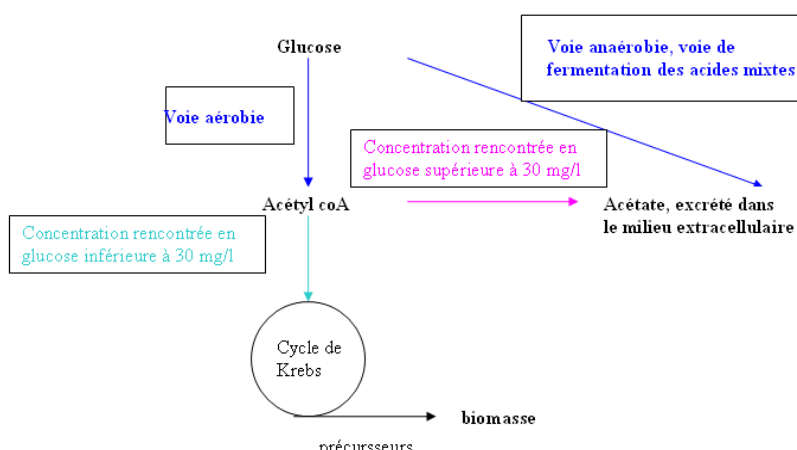 Glucose
Voie anaérobie, voie de
fermentation des acides mixtes
Voie aérobie
Concentration rencontrée en
glucose supérieure à 30 mg/l
Acétyl coA
Acétate, excrété dans
le milieu extracellulaire
Concentration rencontrée en
glucose inférieure à 30 mg/l
Cycle de
Krebs
biomasse
précursseurs